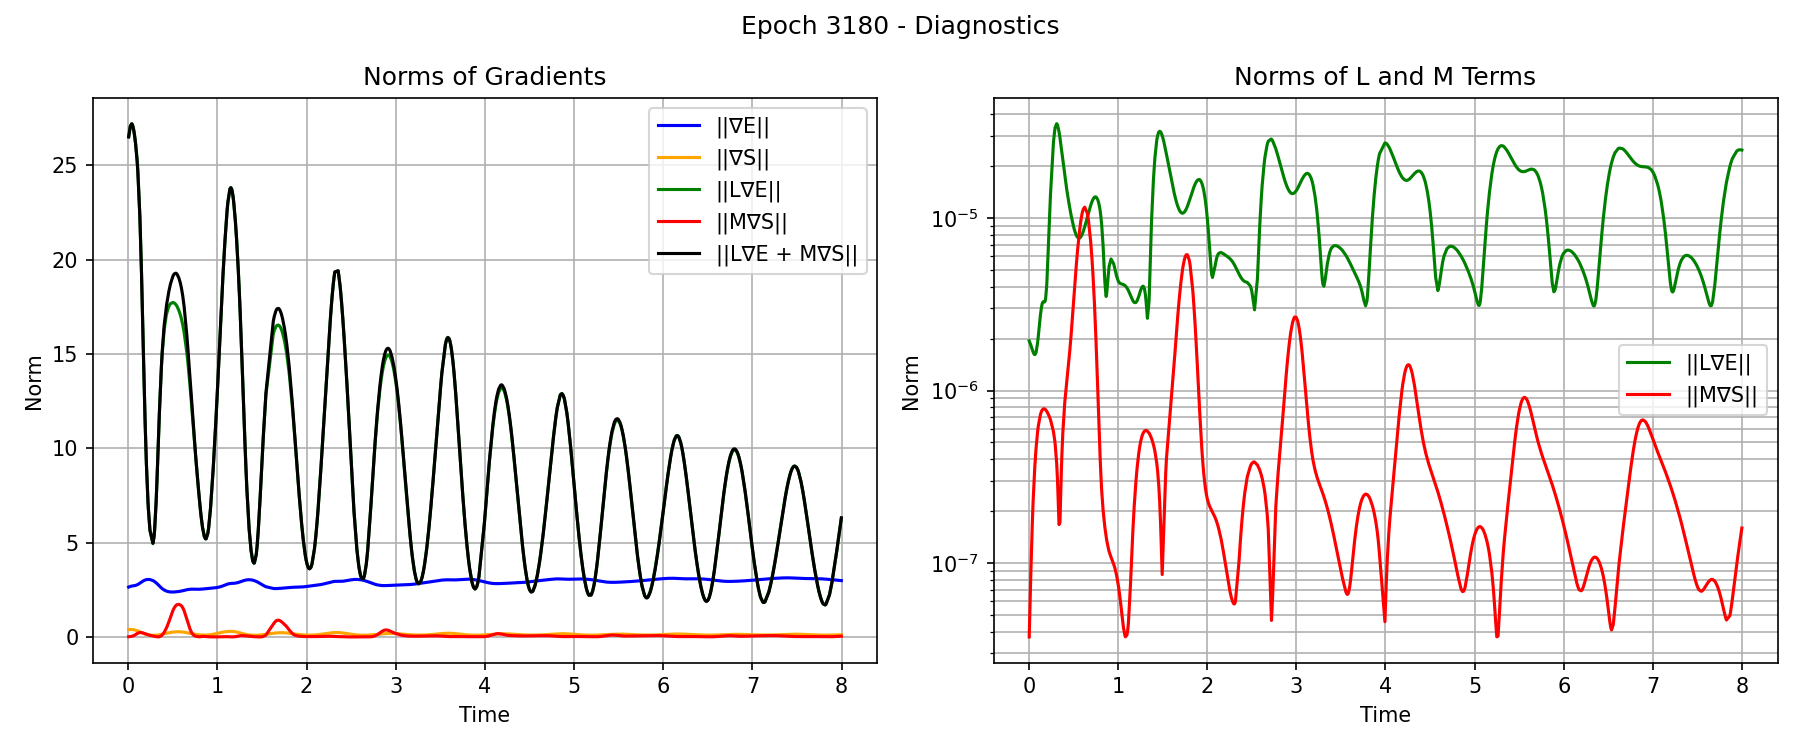 Epoch 3180 - Diagnostics
Norms of Gradients
Norm
25
20
15
10
5
0
0 1 2 3 4 5 6 7 8
Time
||∇E||
||∇S||
||L∇E||
||M∇S||
||L∇E + M∇S||
Norms of L and M Terms
Norm
10⁻⁵
10⁻⁶
10⁻⁷
0 1 2 3 4 5 6 7 8
Time
||L∇E||
||M∇S||